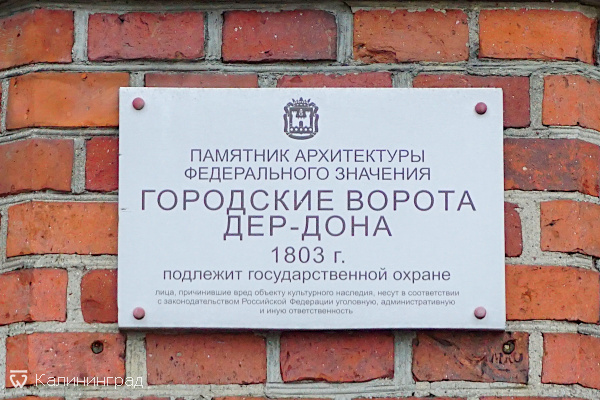 ПАМЯТНИК АРХИТЕКТУРЫ
ФЕДЕРАЛЬНОГО ЗНАЧЕНИЯ
ГОРОДСКИЕ ВОРОТА
ДЕР-ДОНА
1803 г.
подлежит государственной охране
лица, причинившие вред объекту культурного наследия, несут в соответствии
с законодательством Российской Федерации уголовную, административную
и иную ответственность
Калининград